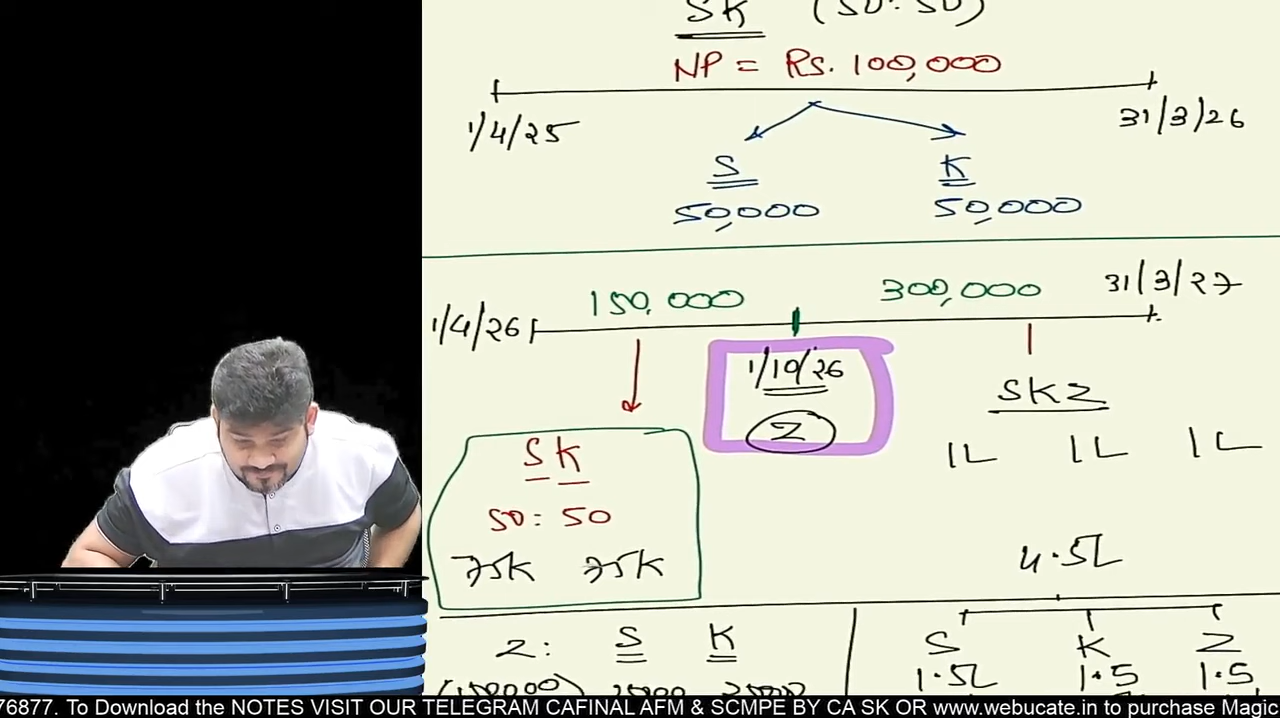 SK (50:50)
NP = Rs. 100,000
1/4/25 31/3/26
S K
50,000 50,000
150,000 300,000 31/3/27
1/4/26
1/10/26
Z
SKZ
1L 1L 1L
SK
50:50
75K 75K
4.5L
Z: S K
S K Z
1.5L 1.5 1.5
76877. To Download the NOTES VISIT OUR TELEGRAM CAFINAL AFM & SCMPE BY CA SK OR www.webucate.in to purchase Magic